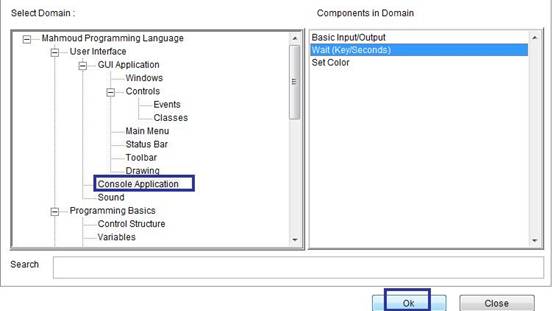 Select Domain :
Components in Domain
Mahmoud Programming Language
User Interface
GUI Application
Windows
Controls
Events
Classes
Main Menu
Status Bar
Toolbar
Drawing
Console Application
Sound
Programming Basics
Control Structure
Variables
Basic Input/Output
Wait (Key/Seconds)
Set Color
Search
Ok
Close